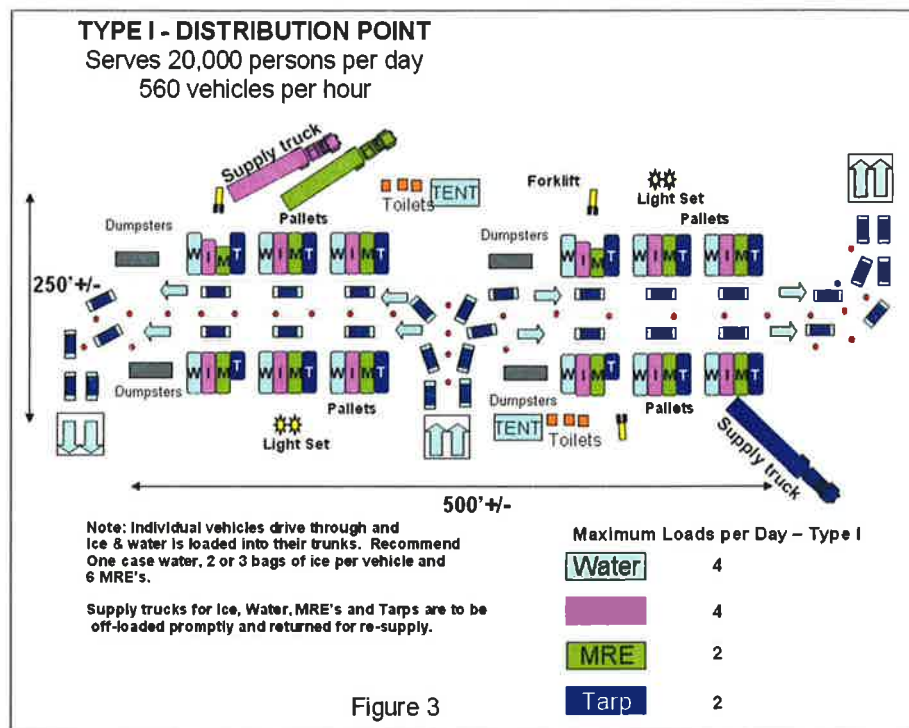 TYPE I - DISTRIBUTION POINT
Serves 20,000 persons per day
560 vehicles per hour
Supply truck
Toilets
TENT
Forklift
Light Set
Pallets
Pallets
Dumpsters
Dumpsters
W I M T
W I M T
W I M T
W I M T
W I M T
W I M T
250'+/-
W I M T
W I M T
W I M T
W I M T
W I M T
W I M T
Dumpsters
Dumpsters
Pallets
Pallets
Light Set
TENT
Toilets
Supply truck
500'+/-
Note: Individual vehicles drive through and
Ice & water is loaded into their trunks. Recommend
One case water, 2 or 3 bags of ice per vehicle and
6 MRE's.
Supply trucks for Ice, Water, MRE's and Tarps are to be
off-loaded promptly and returned for re-supply.
Maximum Loads per Day – Type I
Water 4
4
MRE 2
Tarp 2
Figure 3